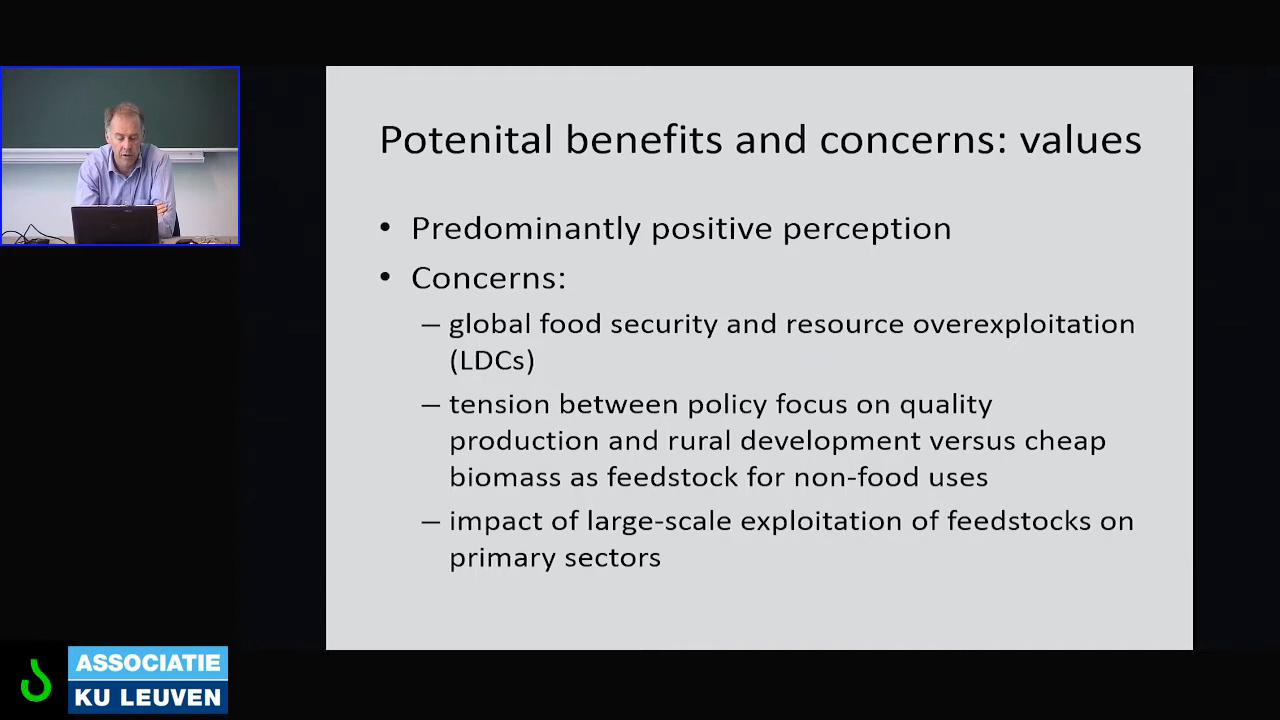 Potenital benefits and concerns: values
• Predominantly positive perception
• Concerns:
– global food security and resource overexploitation
(LDCs)
– tension between policy focus on quality
production and rural development versus cheap
biomass as feedstock for non-food uses
– impact of large-scale exploitation of feedstocks on
primary sectors
ASSOCIATIE
KU LEUVEN